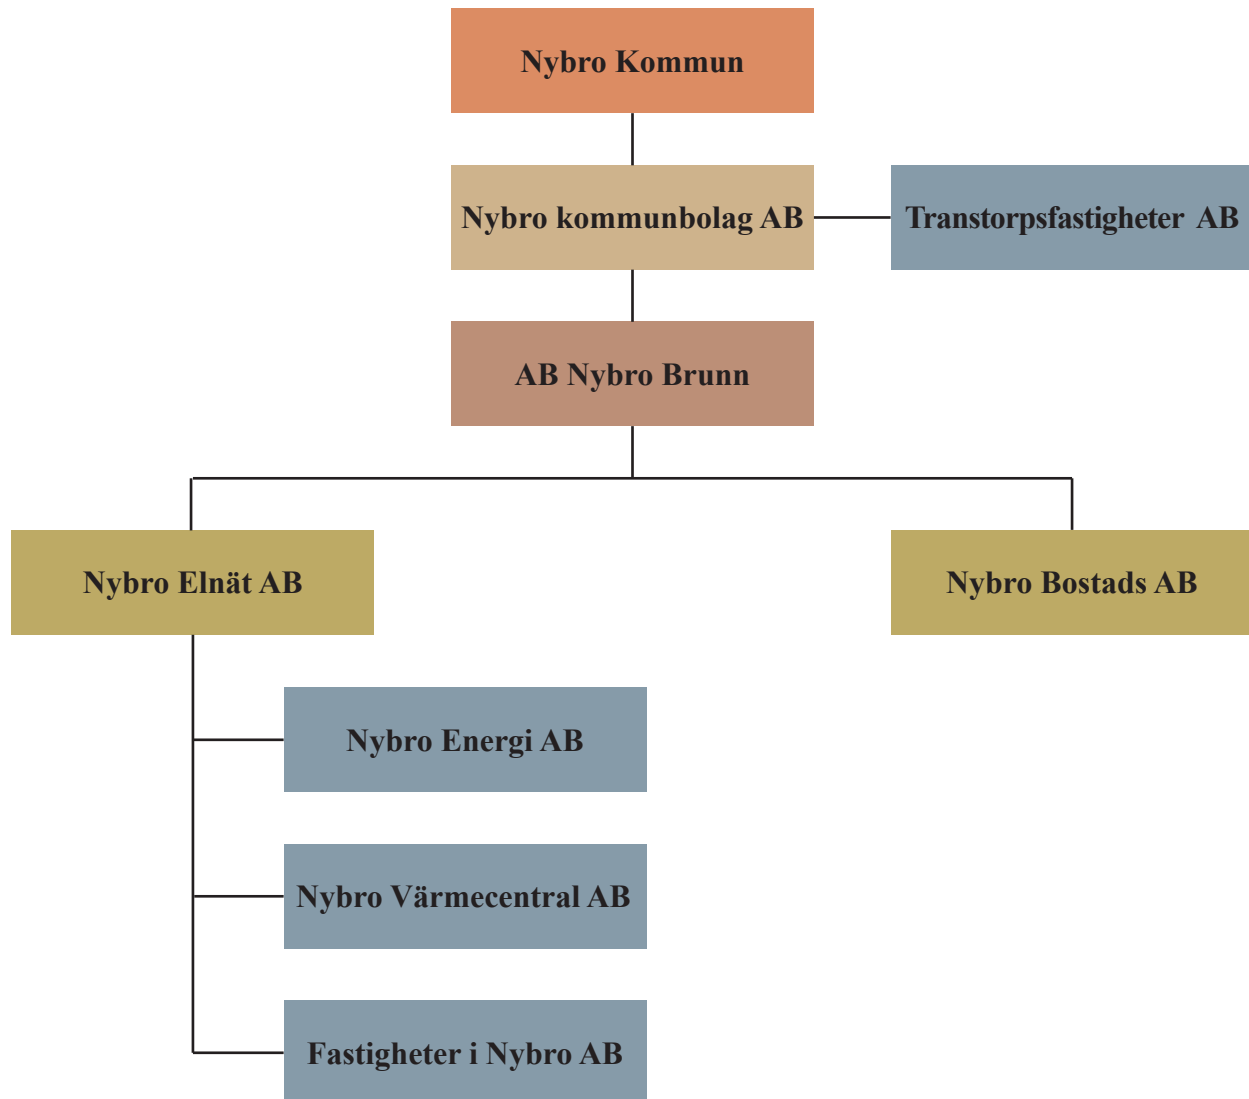 Nybro Kommun
Nybro kommunbolag AB
Transtorpsfastigheter AB
AB Nybro Brunn
Nybro Elnät AB
Nybro Bostads AB
Nybro Energi AB
Nybro Värmecentral AB
Fastigheter i Nybro AB